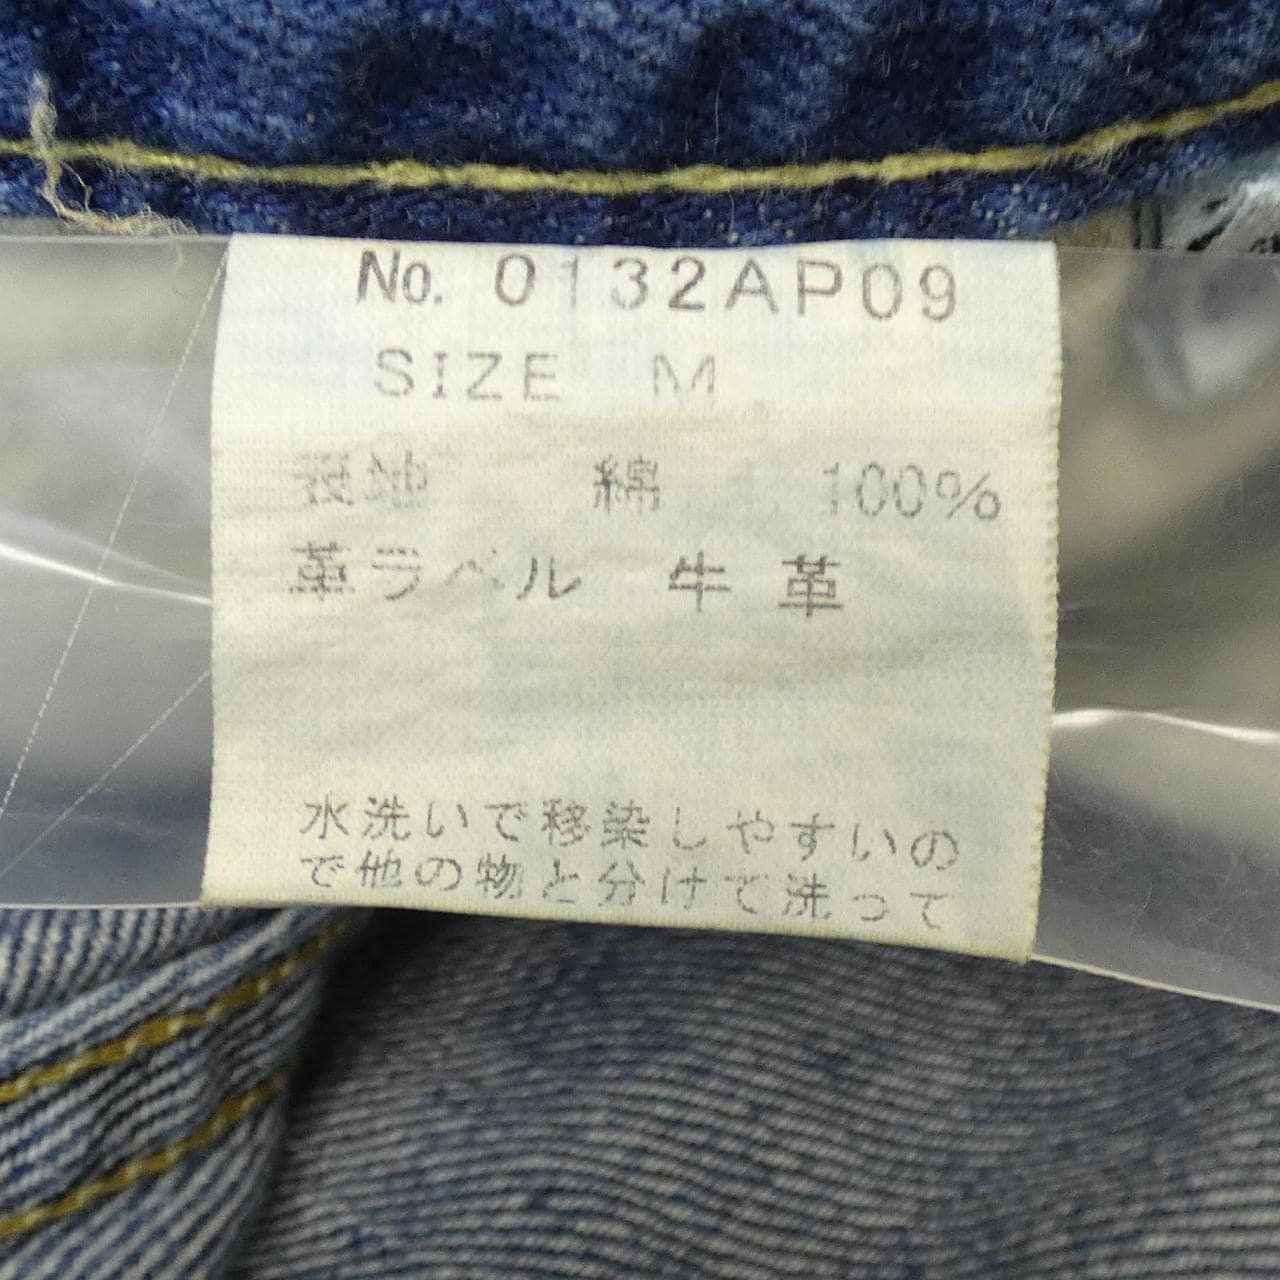 No. 0132AP09
SIZE M
表地 綿 100%
革ラベル 牛革
水洗いで移染しやすいの
で他の物と分けて洗って